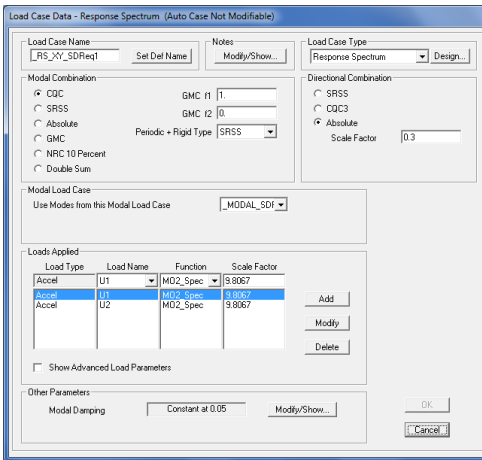 Load Case Data - Response Spectrum (Auto Case Not Modifiable)
Load Case Name
_RS_XY_SDReq1
Set Def Name
Notes
Modify/Show...
Load Case Type
Response Spectrum
Design...
Modal Combination
CQC
SRSS
Absolute
GMC
NRC 10 Percent
Double Sum
GMC f1 1.
GMC f2 0.
Periodic + Rigid Type SRSS
Directional Combination
SRSS
CQC3
Absolute
Scale Factor 0.3
Modal Load Case
Use Modes from this Modal Load Case _MODAL_SDF
Loads Applied
Load Type Load Name Function Scale Factor
Accel U1 MO2_Spec 9.8067
Accel U1 MO2_Spec 9.8067
Accel U2 MO2_Spec 9.8067
Add
Modify
Delete
Show Advanced Load Parameters
Other Parameters
Modal Damping Constant at 0.05 Modify/Show...
OK
Cancel